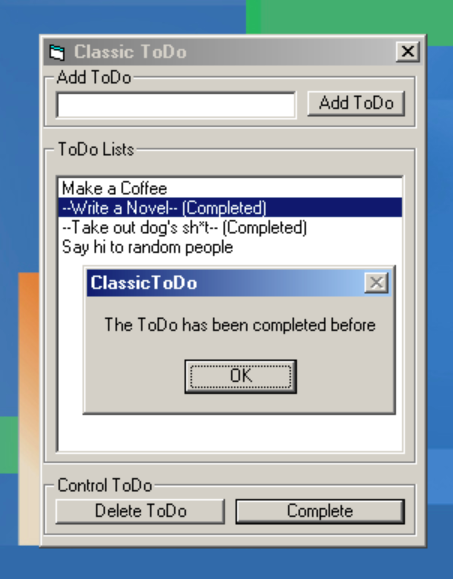 Classic ToDo
Add ToDo
Add ToDo
ToDo Lists
Make a Coffee
--Write a Novel-- (Completed)
--Take out dog's sh*t-- (Completed)
Say hi to random people
ClassicToDo
The ToDo has been completed before
OK
Control ToDo
Delete ToDo
Complete